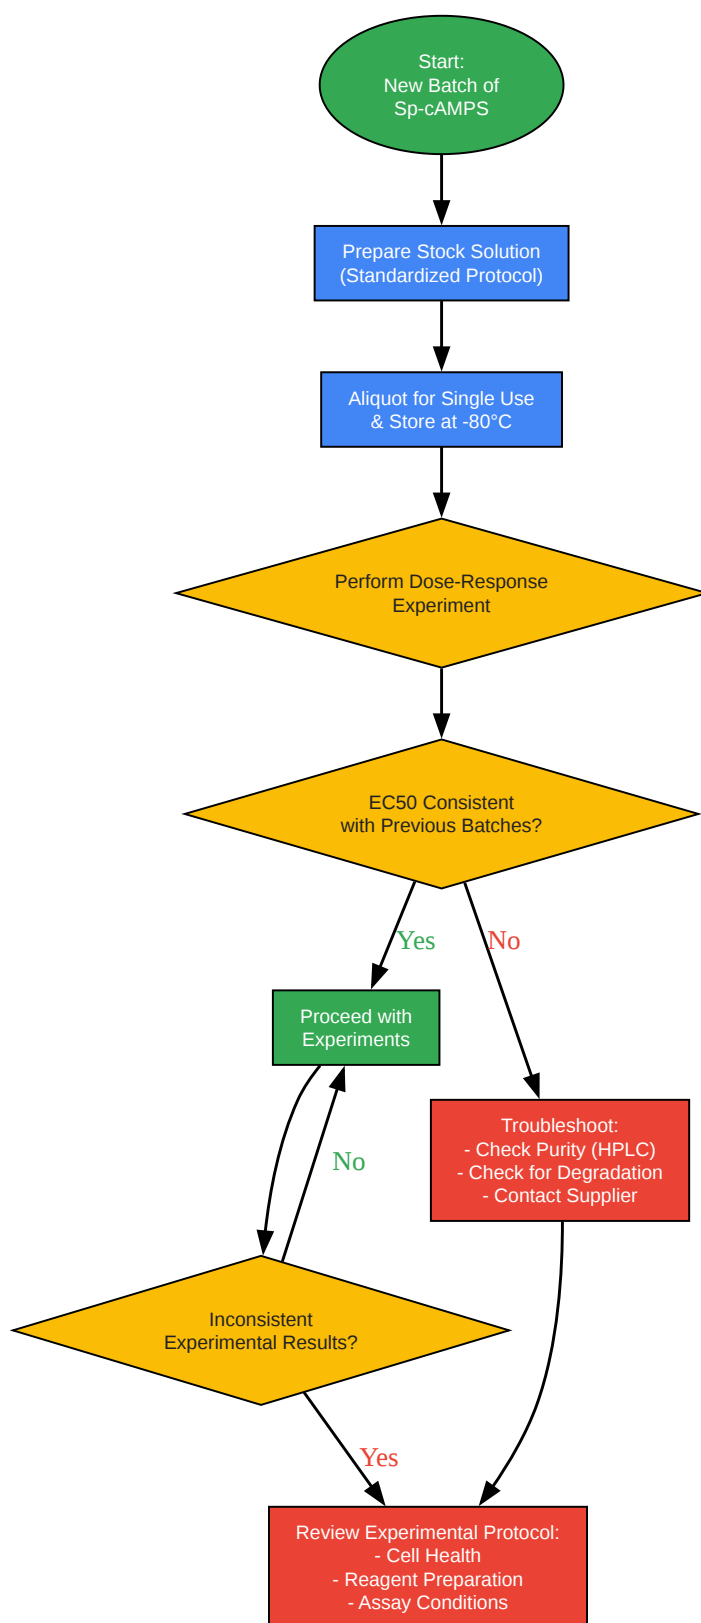 Start:
New Batch of
Sp-cAMPS
Prepare Stock Solution
(Standardized Protocol)
Aliquot for Single Use
& Store at -80°C
Perform Dose-Response
Experiment
EC50 Consistent
with Previous Batches?
Yes
No
Proceed with
Experiments
Troubleshoot:
- Check Purity (HPLC)
- Check for Degradation
- Contact Supplier
No
Inconsistent
Experimental Results?
Yes
Review Experimental Protocol:
- Cell Health
- Reagent Preparation
- Assay Conditions